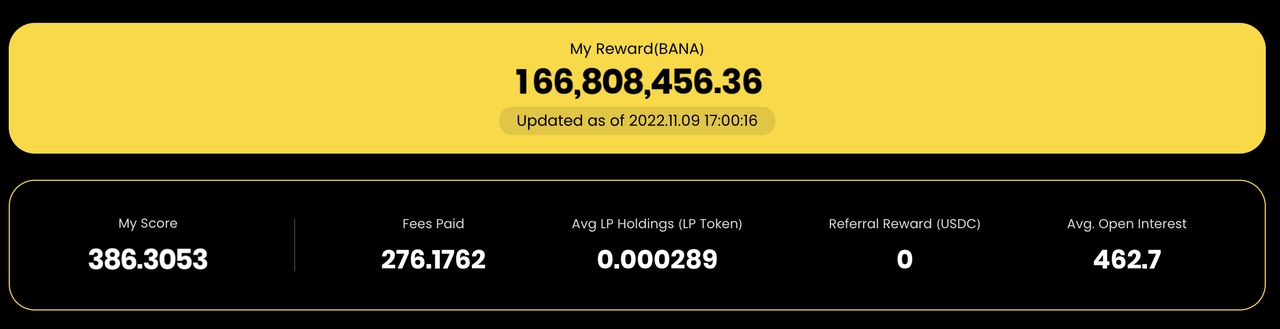 My Reward(BANA)
166,808,456.36
Updated as of 2022.11.09 17:00:16
My Score
386.3053
Fees Paid
276.1762
Avg LP Holdings (LP Token)
0.000289
Referral Reward (USDC)
0
Avg. Open Interest
462.7